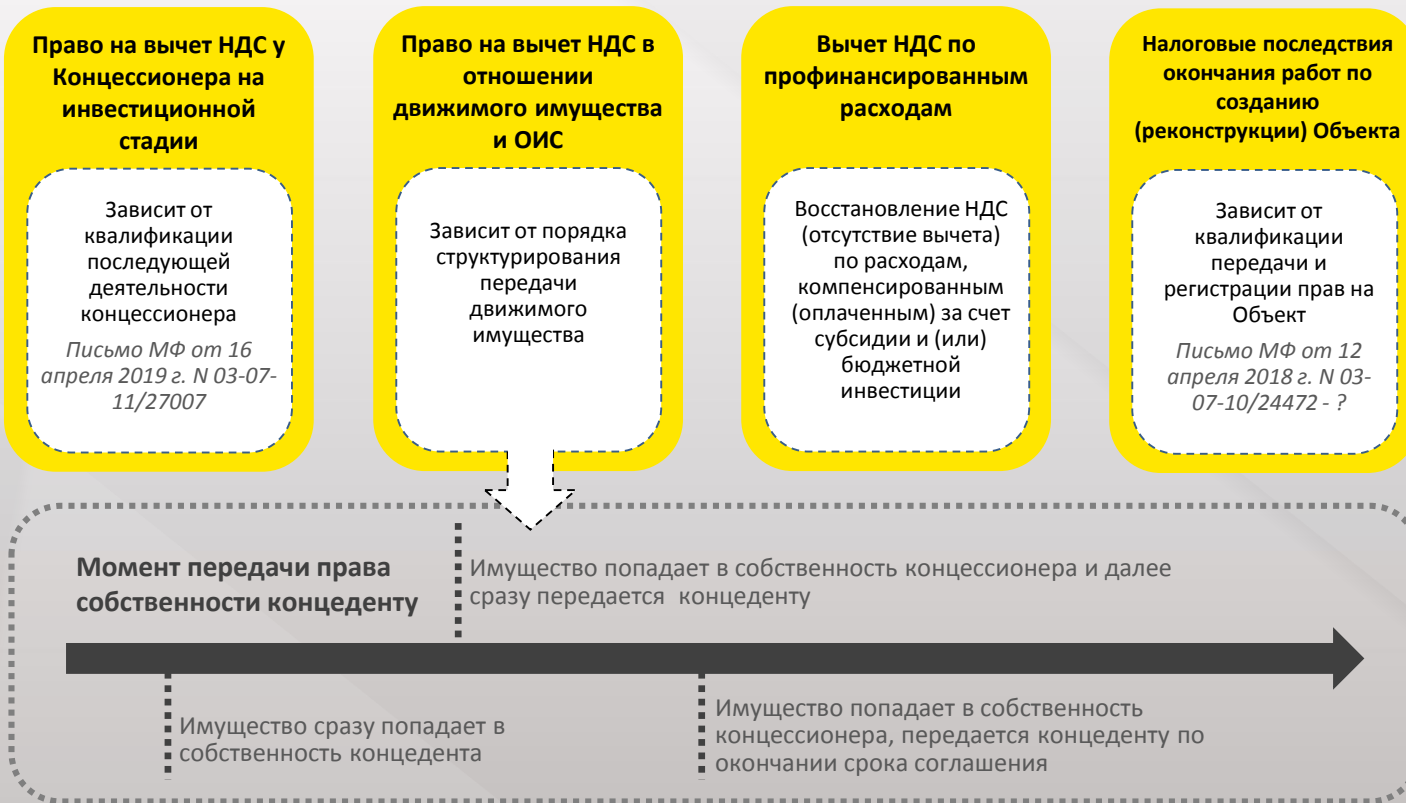 Право на вычет НДС у
Концессионера на
инвестиционной
стадии
Зависит от
квалификации
последующей
деятельности
концессионера
Письмо МФ от 16
апреля 2019 г. N 03-07-
11/27007
Право на вычет НДС в
отношении
движимого имущества
и ОИС
Зависит от порядка
структурирования
передачи
движимого
имущества
Вычет НДС по
профинансированным
расходам
Восстановление НДС
(отсутствие вычета)
по расходам,
компенсированным
(оплаченным) за счет
субсидии и (или)
бюджетной
инвестиции
Налоговые последствия
окончания работ по
созданию
(реконструкции) Объекта
Зависит от
квалификации
передачи и
регистрации прав на
Объект
Письмо МФ от 12
апреля 2018 г. N 03-
07-10/24472 - ?
Момент передачи права
собственности концеденту
Имущество попадает в собственность концессионера и далее
сразу передается концеденту
Имущество сразу попадает в
собственность концедента
Имущество попадает в собственность
концессионера, передается концеденту по
окончании срока соглашения